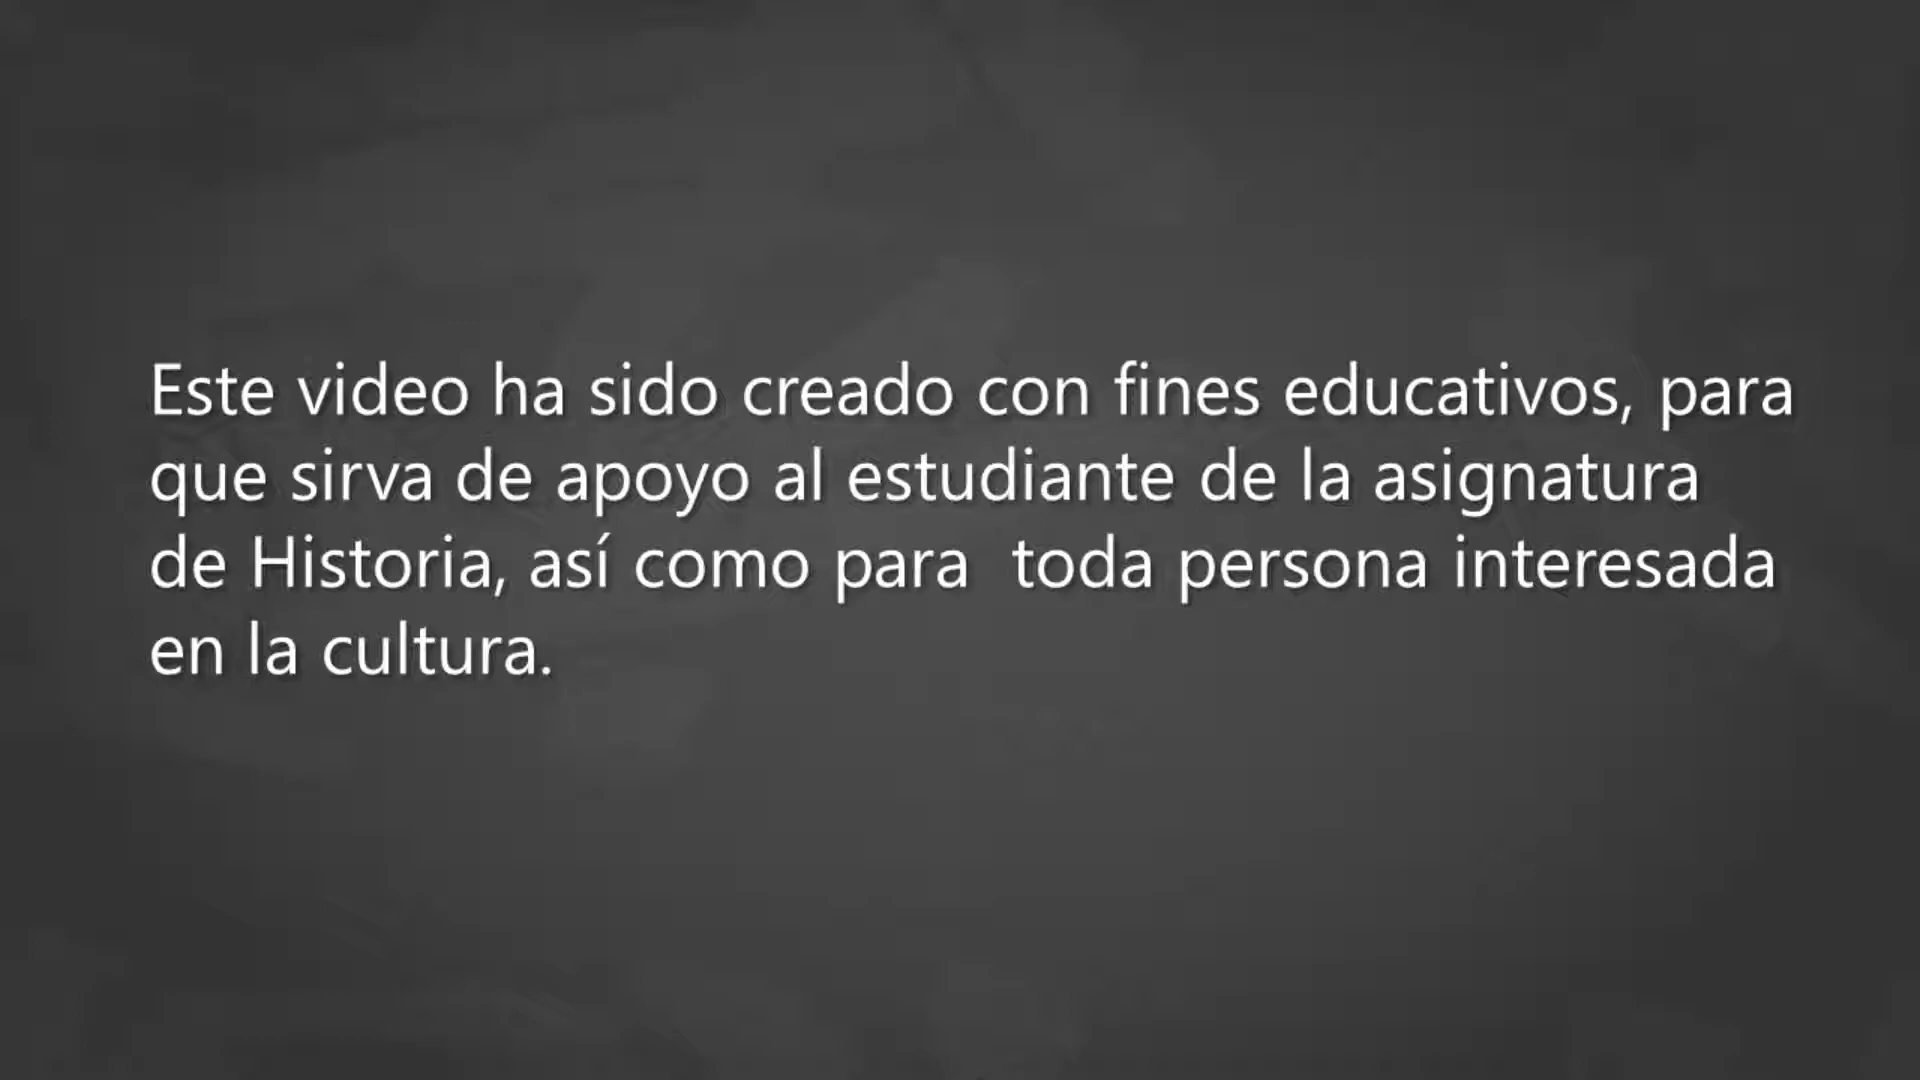 Este video ha sido creado con fines educativos, para
que sirva de apoyo al estudiante de la asignatura
de Historia, así como para  toda persona interesada
en la cultura.